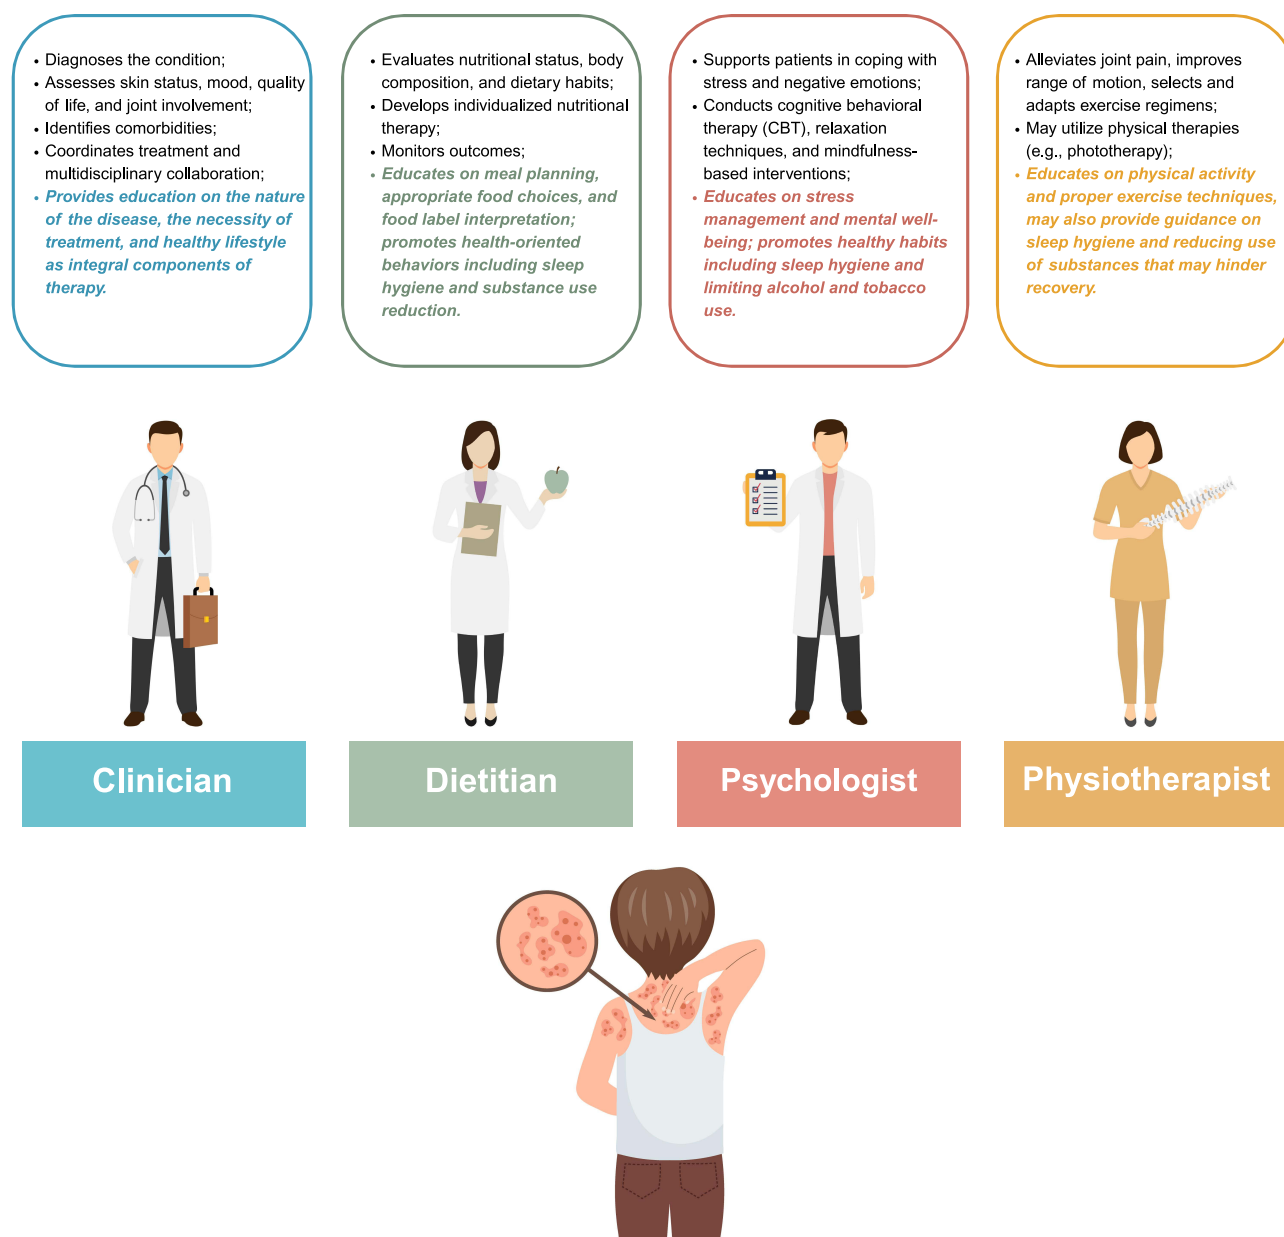 • Diagnoses the condition;
• Assesses skin status, mood, quality
of life, and joint involvement;
• Identifies comorbidities;
• Coordinates treatment and
multidisciplinary collaboration;
• Provides education on the nature
of the disease, the necessity of
treatment, and healthy lifestyle
as integral components of
therapy.
• Evaluates nutritional status, body
composition, and dietary habits;
• Develops individualized nutritional
therapy;
• Monitors outcomes;
• Educates on meal planning,
appropriate food choices, and
food label interpretation;
promotes health-oriented
behaviors including sleep
hygiene and substance use
reduction.
• Supports patients in coping with
stress and negative emotions;
• Conducts cognitive behavioral
therapy (CBT), relaxation
techniques, and mindfulness-
based interventions;
• Educates on stress
management and mental well-
being; promotes healthy habits
including sleep hygiene and
limiting alcohol and tobacco
use.
• Alleviates joint pain, improves
range of motion, selects and
adapts exercise regimens;
• May utilize physical therapies
(e.g., phototherapy);
• Educates on physical activity
and proper exercise techniques,
may also provide guidance on
sleep hygiene and reducing use
of substances that may hinder
recovery.
Clinician
Dietitian
Psychologist
Physiotherapist